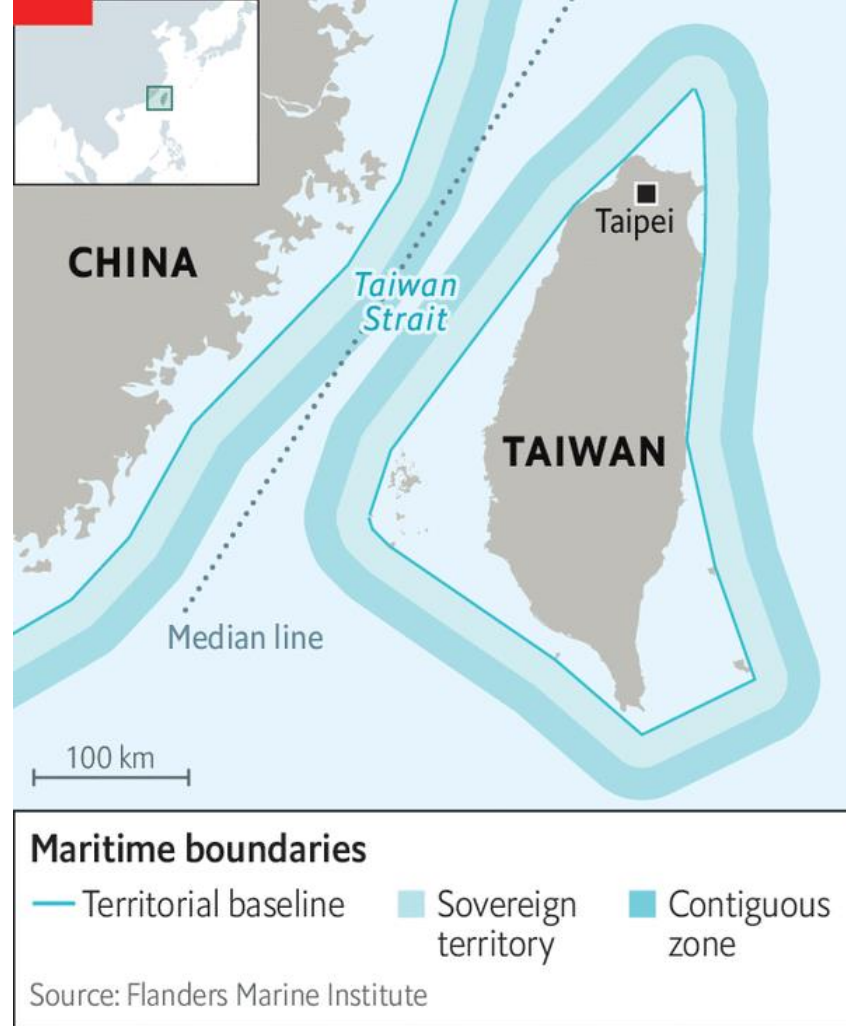 Taipei
CHINA
Taiwan
Strait
TAIWAN
Median line
100 km
Maritime boundaries
Territorial baseline
Sovereign
territory
Contiguous
zone
Source: Flanders Marine Institute